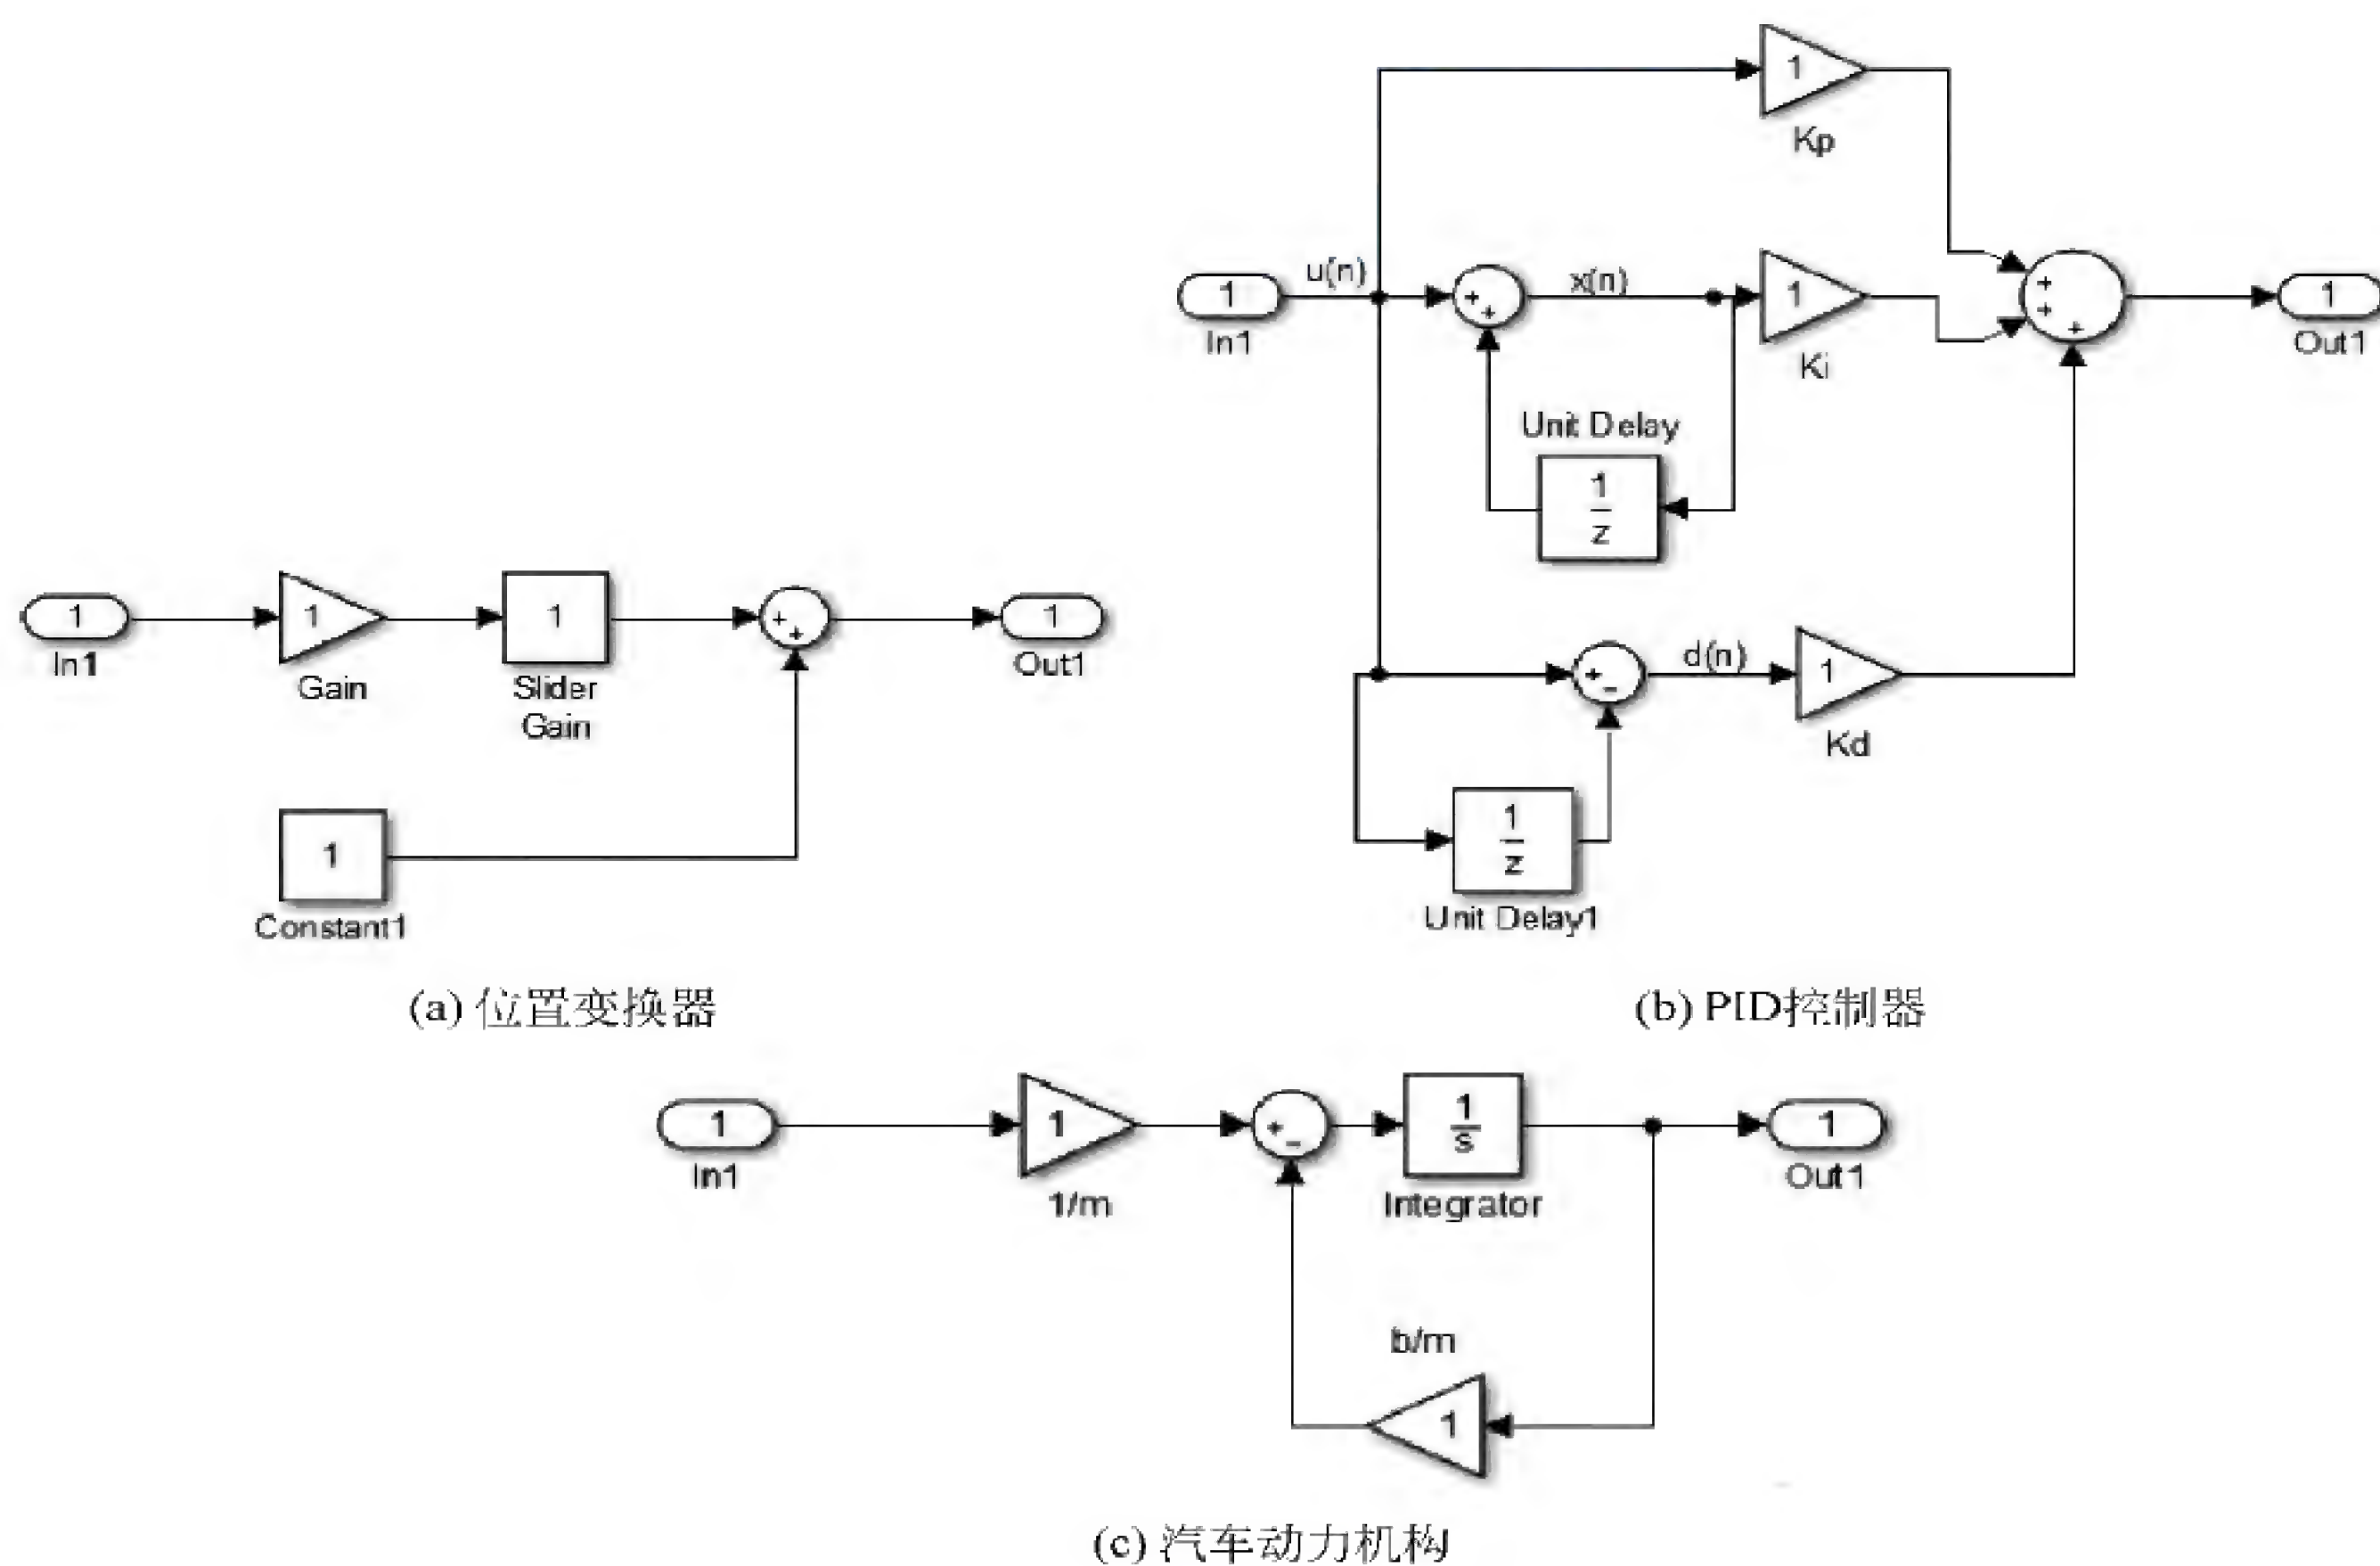 1
In1
1
Gain
1
Slider
Gain
+
+
1
Out1
1
Constant1
(a) 位置变换器
1
In1
u(n)
1
Kp
+
+
x(n)
1
Ki
Unit Delay
1
z
+
-
d(n)
1
Kd
1
z
Unit Delay1
+
+
+
1
Out1
(b) PID控制器
1
In1
1
1/m
+
-
1
s
Integrator
1
Out1
b/m
1
(c) 汽车动力机构